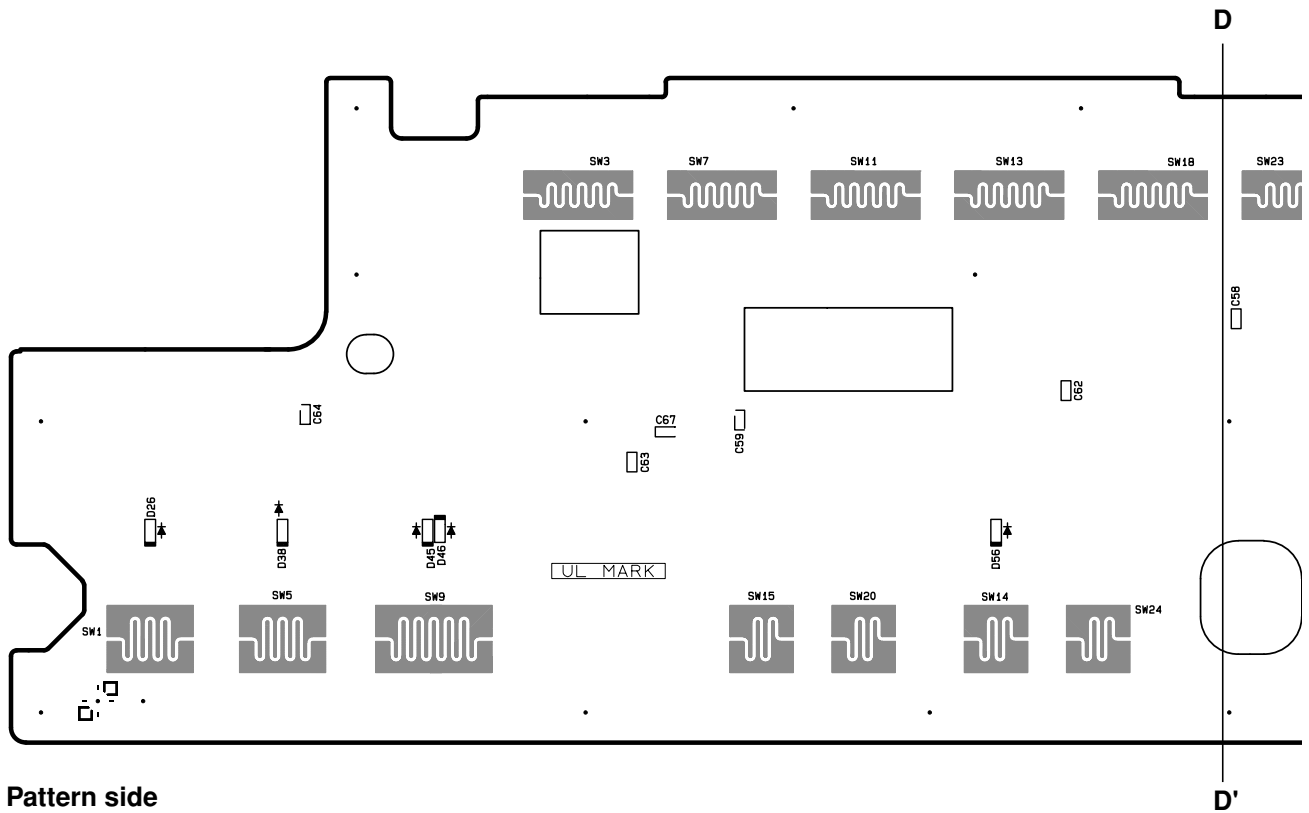 D
SW3 SW7 SW11 SW13 SW18 SW23
C58
C62
C64
C67
C59
C63
D26
D38
D45
D46
D56
UL MARK
SW1
SW5
SW9
SW15
SW20
SW14
SW24
Pattern side
D'